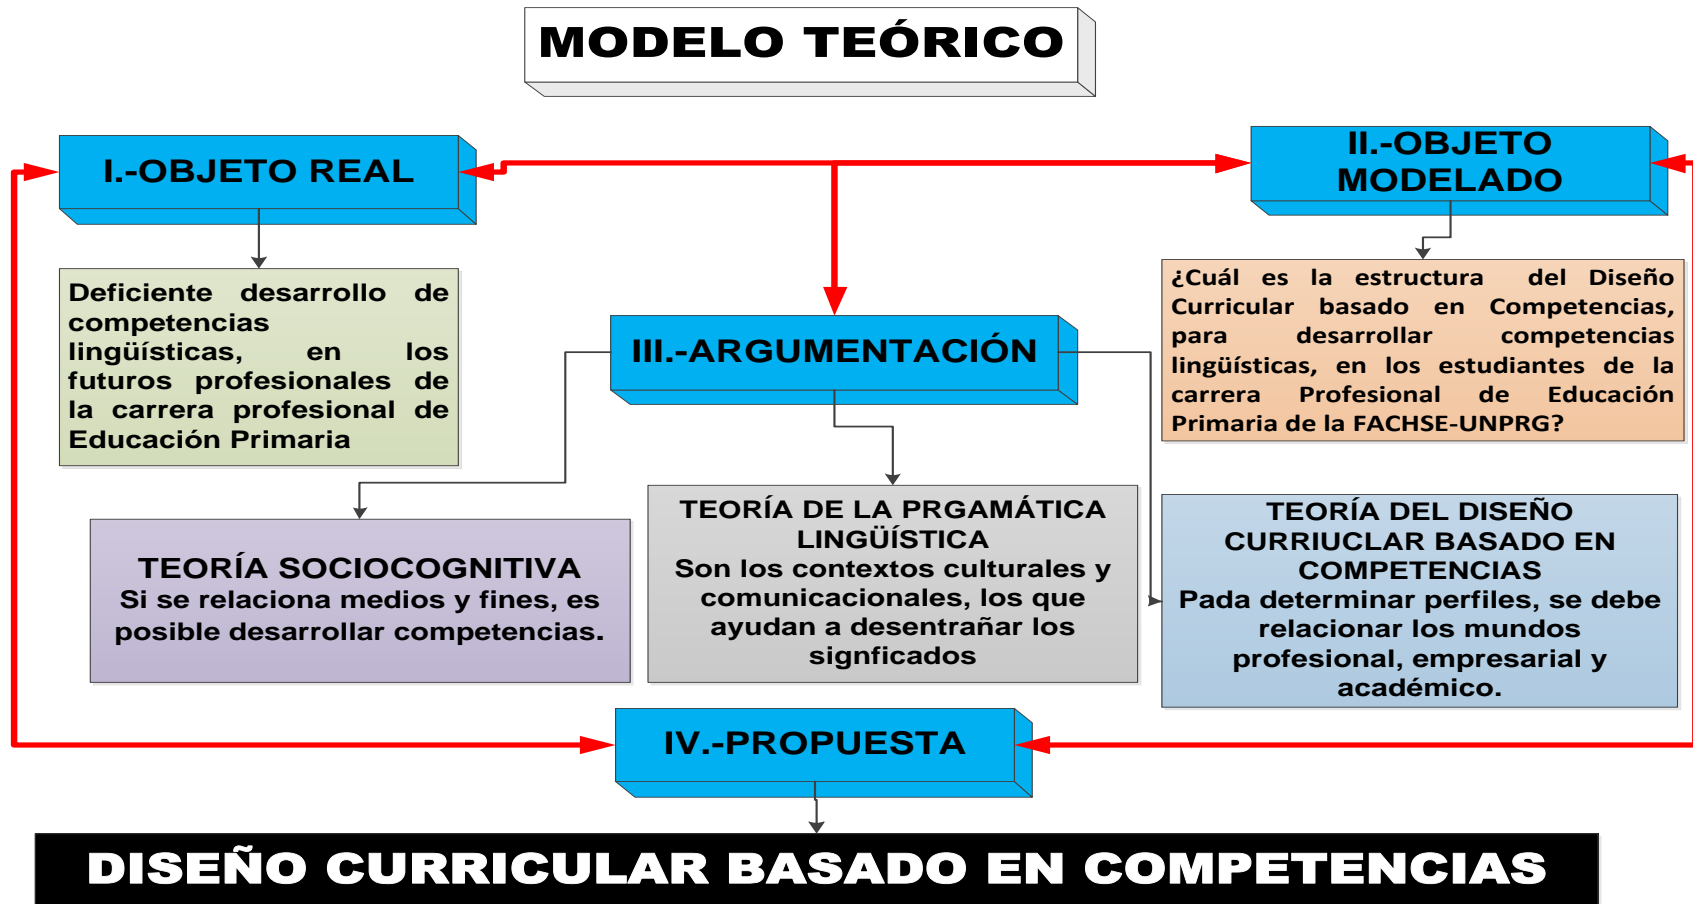 MODELO TEÓRICO
I.-OBJETO REAL
II.-OBJETO
MODELADO
Deficiente desarrollo de
competencias
lingüísticas, en los
futuros profesionales de
la carrera profesional de
Educación Primaria
¿Cuál es la estructura del Diseño
Curricular basado en Competencias,
para desarrollar competencias
lingüísticas, en los estudiantes de la
carrera Profesional de Educación
Primaria de la FACHSE-UNPRG?
III.-ARGUMENTACIÓN
TEORÍA SOCIOCOGNITIVA
Si se relaciona medios y fines, es
posible desarrollar competencias.
TEORÍA DE LA PRGAMÁTICA
LINGÜÍSTICA
Son los contextos culturales y
comunicacionales, los que
ayudan a desentrañar los
signficados
TEORÍA DEL DISEÑO
CURRIUCLAR BASADO EN
COMPETENCIAS
Pada determinar perfiles, se debe
relacionar los mundos
profesional, empresarial y
académico.
IV.-PROPUESTA
DISEÑO CURRICULAR BASADO EN COMPETENCIAS